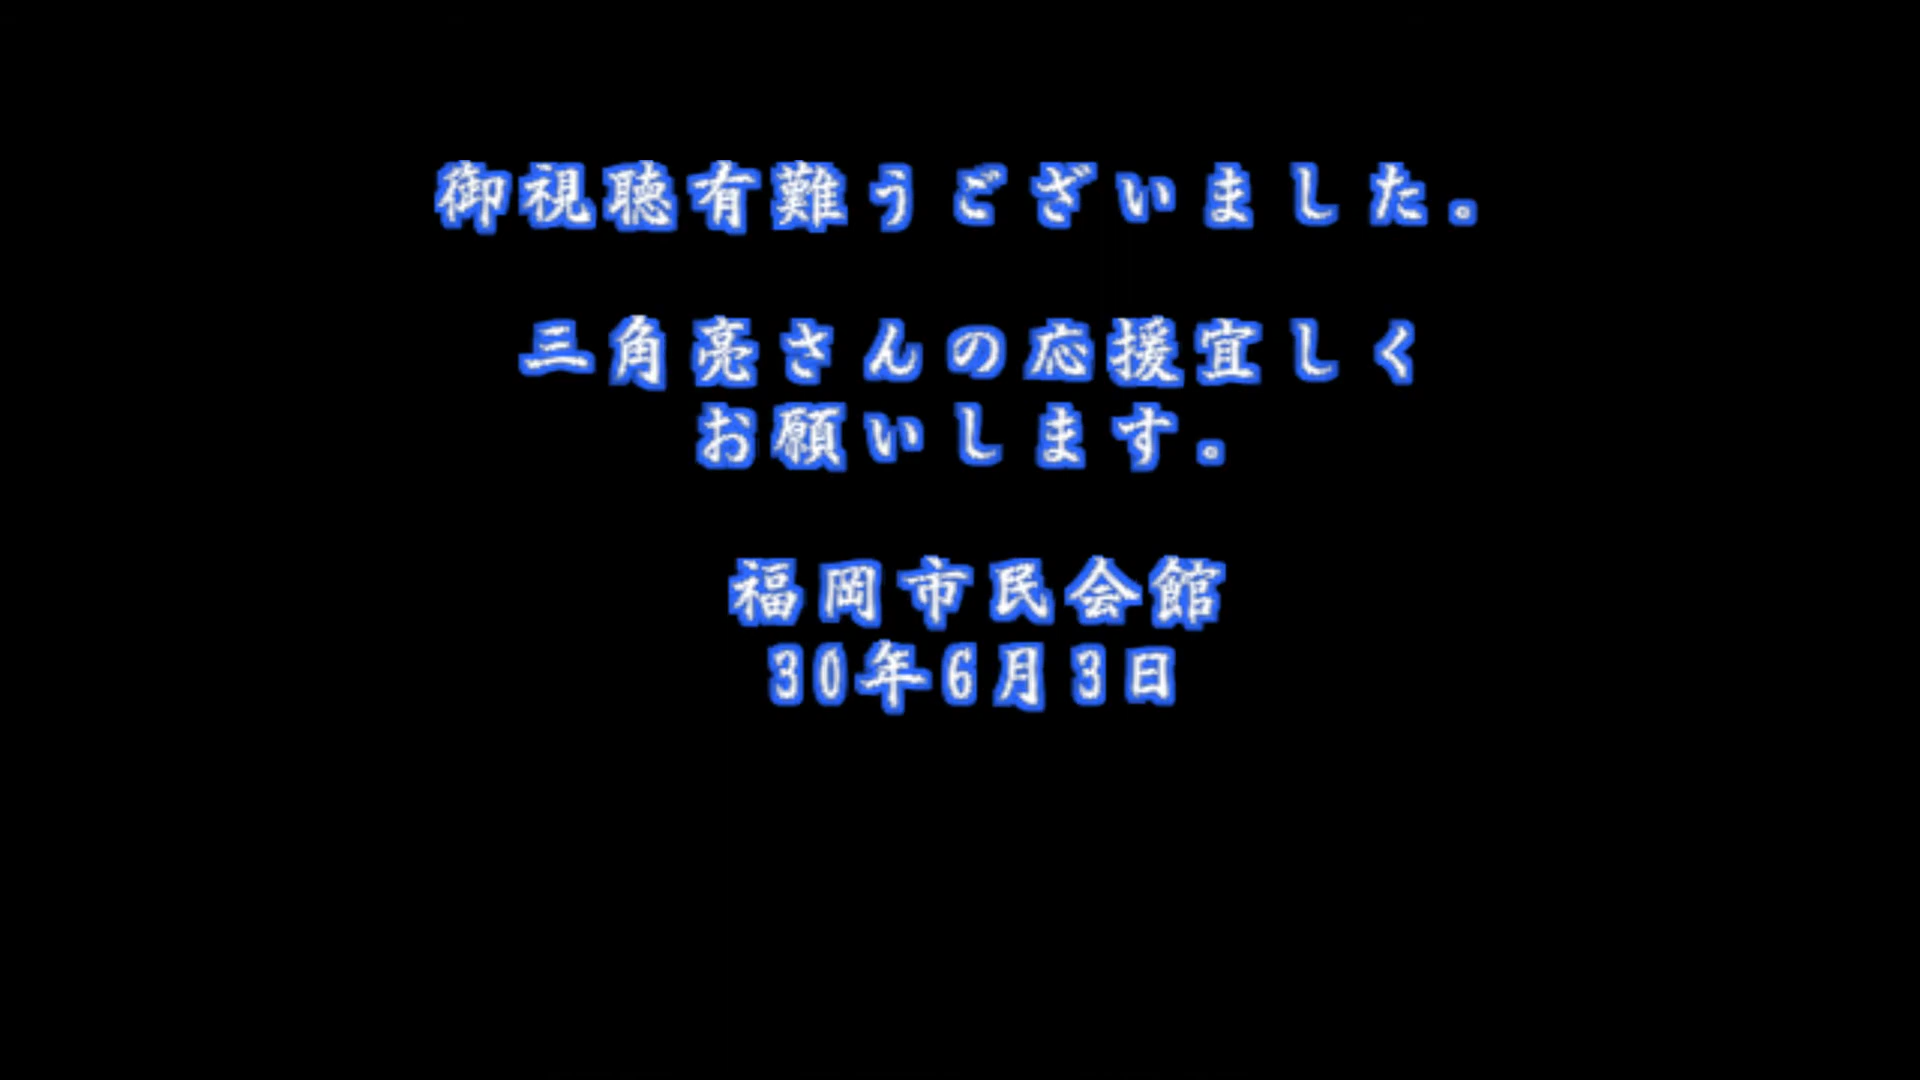 御視聴有難うございました。
三角亮さんの応援宜しく
お願いします。
福岡市民会館
30年6月3日